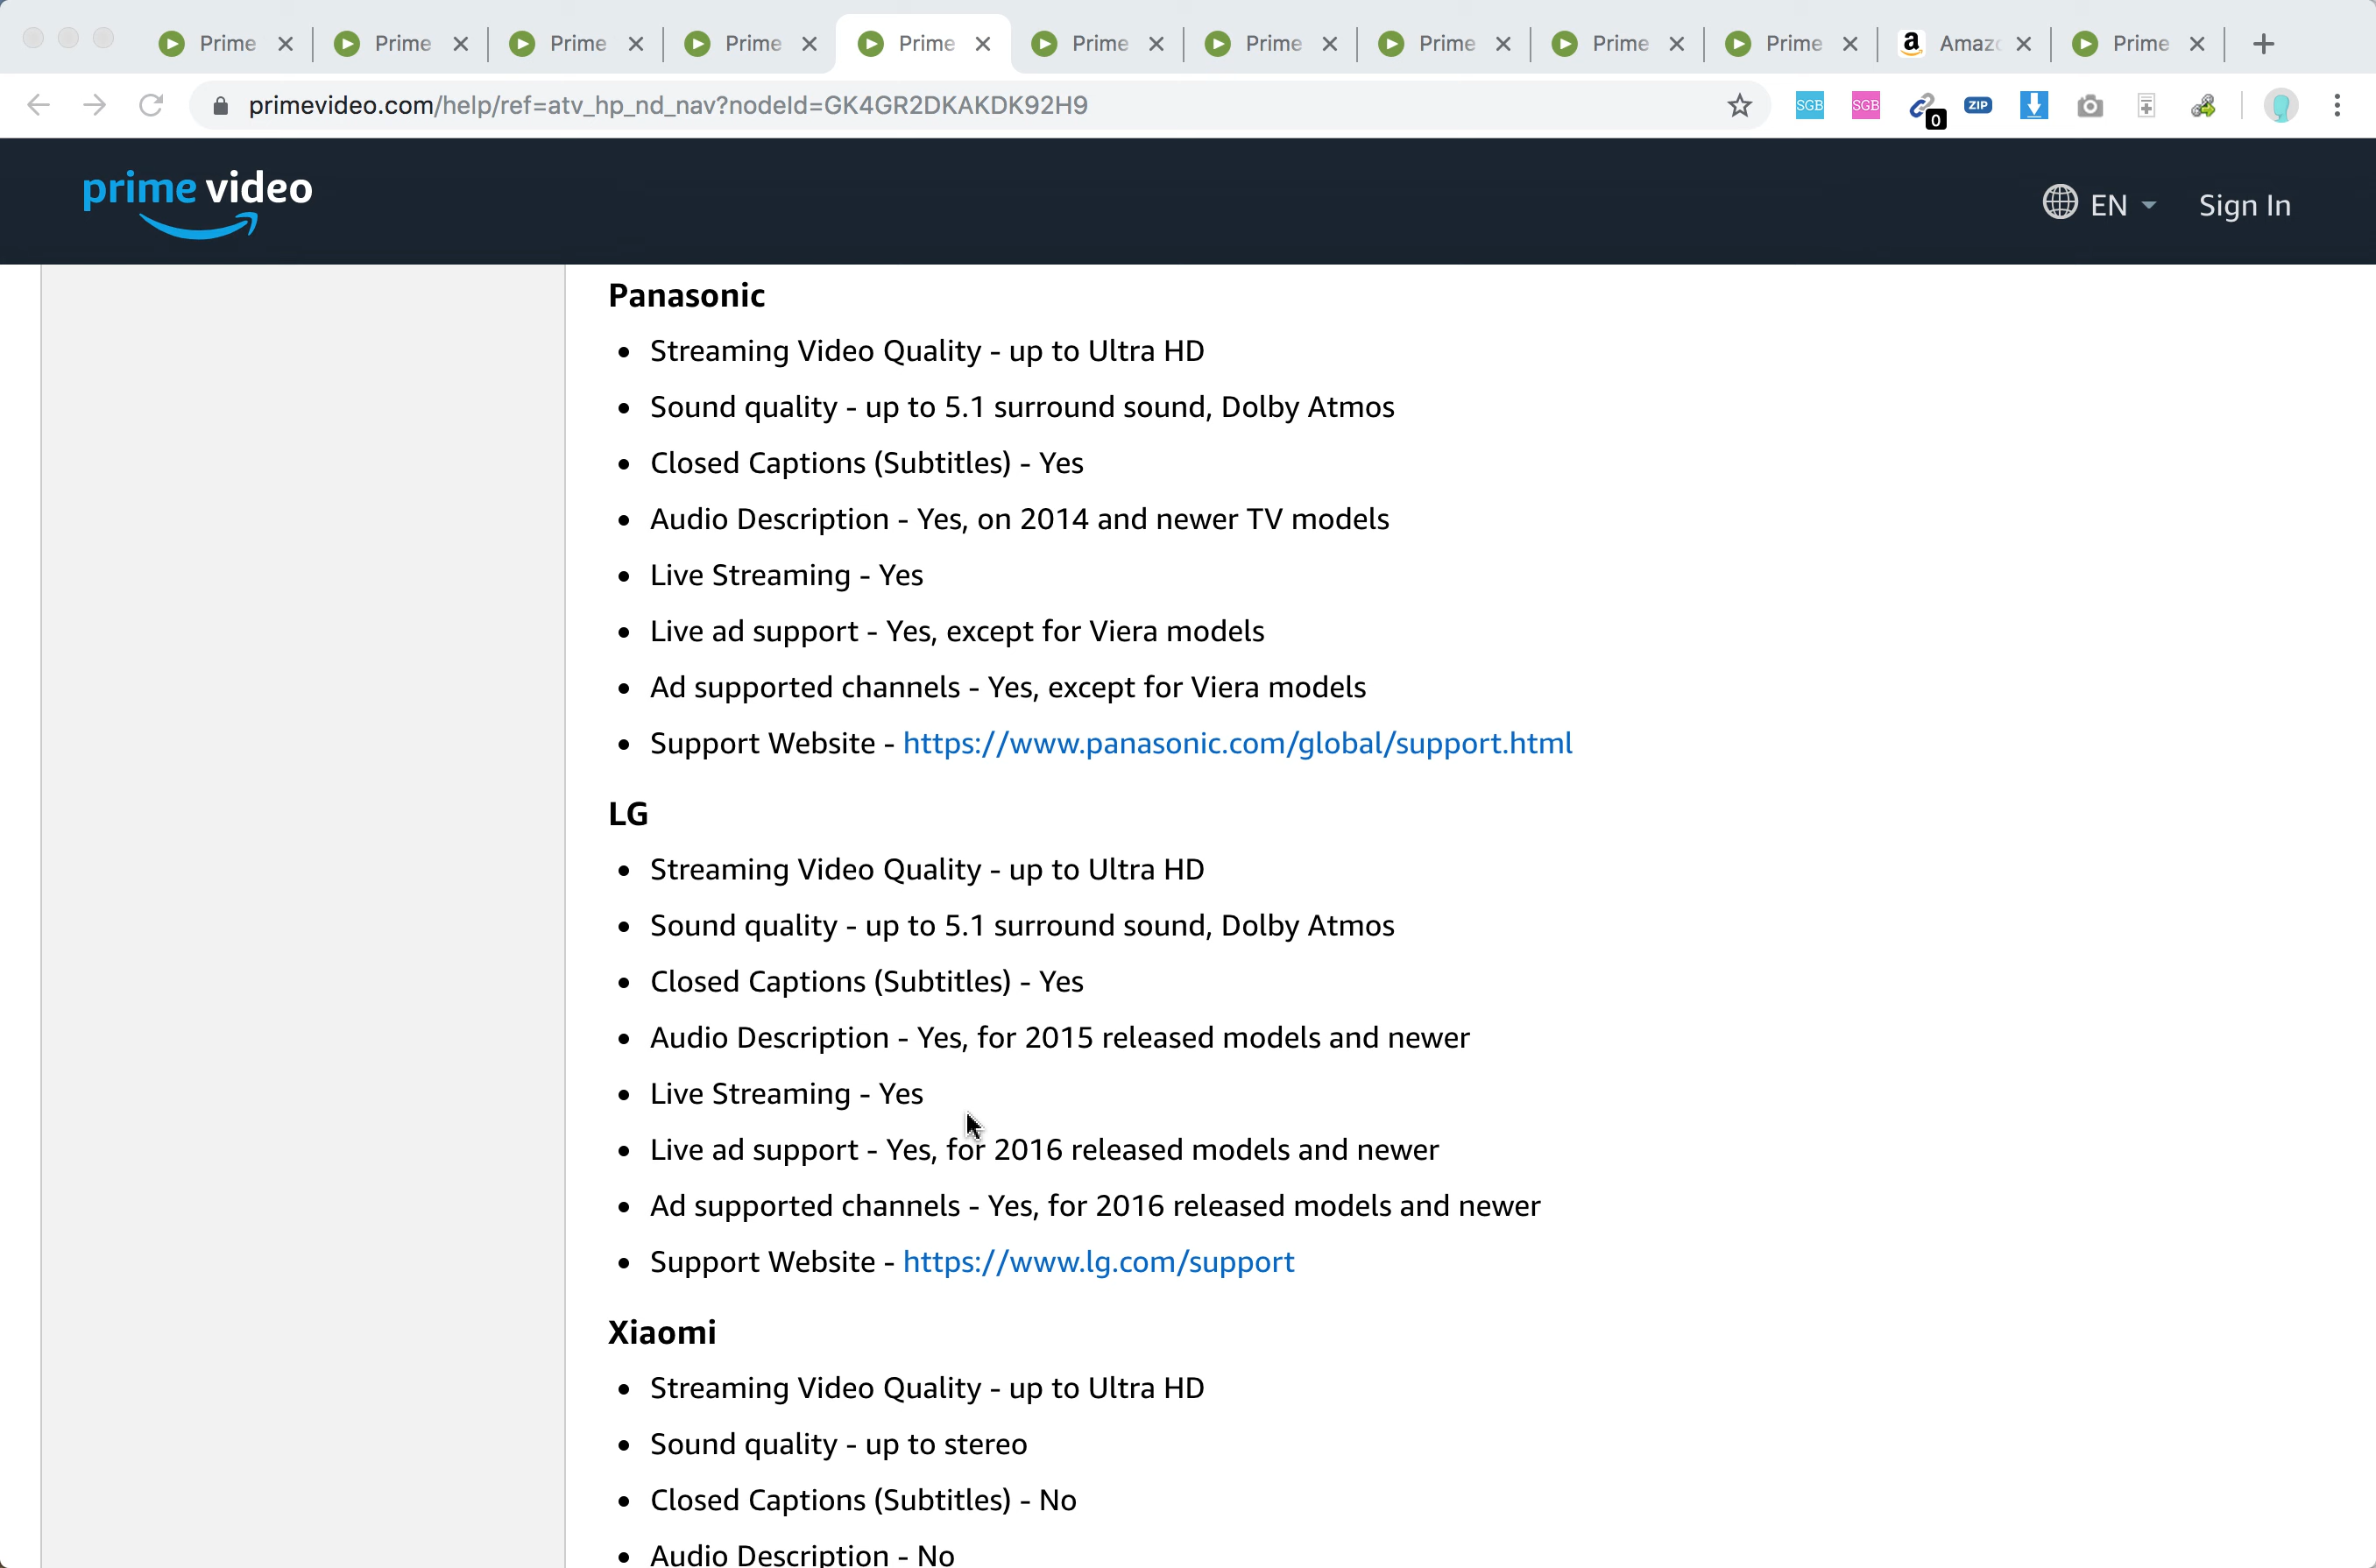 Prime Prime Prime Prime Prime Prime Prime Prime Prime Prime Amazo Prime
primevideo.com/help/ref=atv_hp_nd_nav?nodeId=GK4GR2DKAKDK92H9 SGB SGB 0 ZIP
prime video EN Sign In
Panasonic
• Streaming Video Quality - up to Ultra HD
• Sound quality - up to 5.1 surround sound, Dolby Atmos
• Closed Captions (Subtitles) - Yes
• Audio Description - Yes, on 2014 and newer TV models
• Live Streaming - Yes
• Live ad support - Yes, except for Viera models
• Ad supported channels - Yes, except for Viera models
• Support Website - https://www.panasonic.com/global/support.html
LG
• Streaming Video Quality - up to Ultra HD
• Sound quality - up to 5.1 surround sound, Dolby Atmos
• Closed Captions (Subtitles) - Yes
• Audio Description - Yes, for 2015 released models and newer
• Live Streaming - Yes
• Live ad support - Yes, for 2016 released models and newer
• Ad supported channels - Yes, for 2016 released models and newer
• Support Website - https://www.lg.com/support
Xiaomi
• Streaming Video Quality - up to Ultra HD
• Sound quality - up to stereo
• Closed Captions (Subtitles) - No
• Audio Description - No